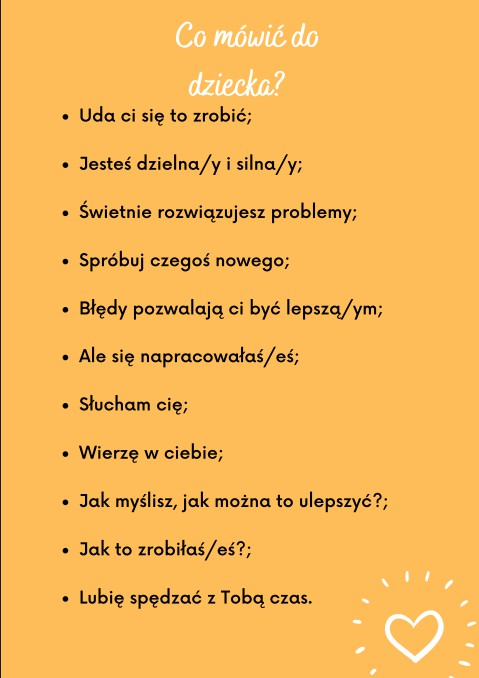 Co mówić do
dziecka?
• Uda ci się to zrobić;
• Jesteś dzielna/y i silna/y;
• Świetnie rozwiązujesz problemy;
• Spróbuj czegoś nowego;
• Błędy pozwalają ci być lepszą/ym;
• Ale się napracowałaś/eś;
• Słucham cię;
• Wierzę w ciebie;
• Jak myślisz, jak można to ulepszyć?;
• Jak to zrobiłaś/eś?;
• Lubię spędzać z Tobą czas.